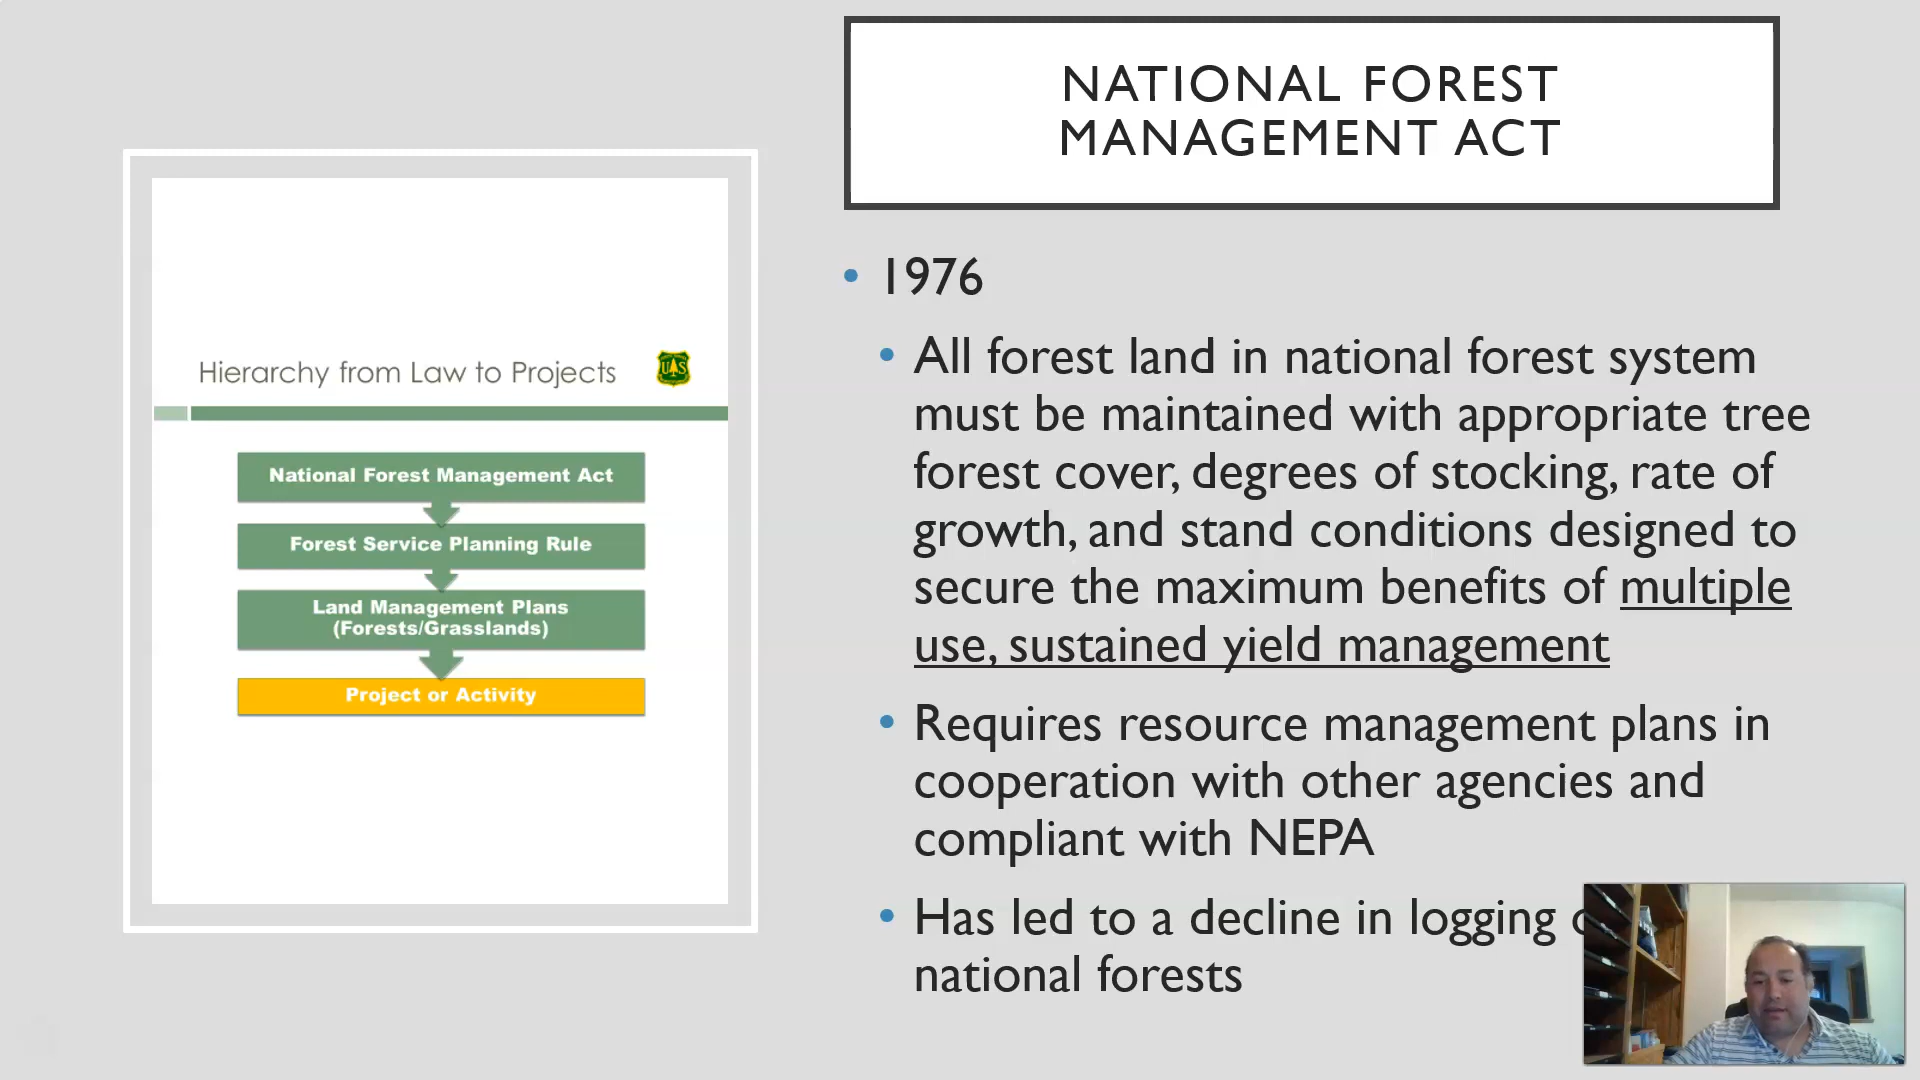 NATIONAL FOREST
MANAGEMENT ACT
Hierarchy from Law to Projects
U S
National Forest Management Act
Forest Service Planning Rule
Land Management Plans
(Forests/Grasslands)
Project or Activity
• 1976
• All forest land in national forest system
must be maintained with appropriate tree
forest cover, degrees of stocking, rate of
growth, and stand conditions designed to
secure the maximum benefits of multiple
use, sustained yield management
• Requires resource management plans in
cooperation with other agencies and
compliant with NEPA
• Has led to a decline in logging
national forests